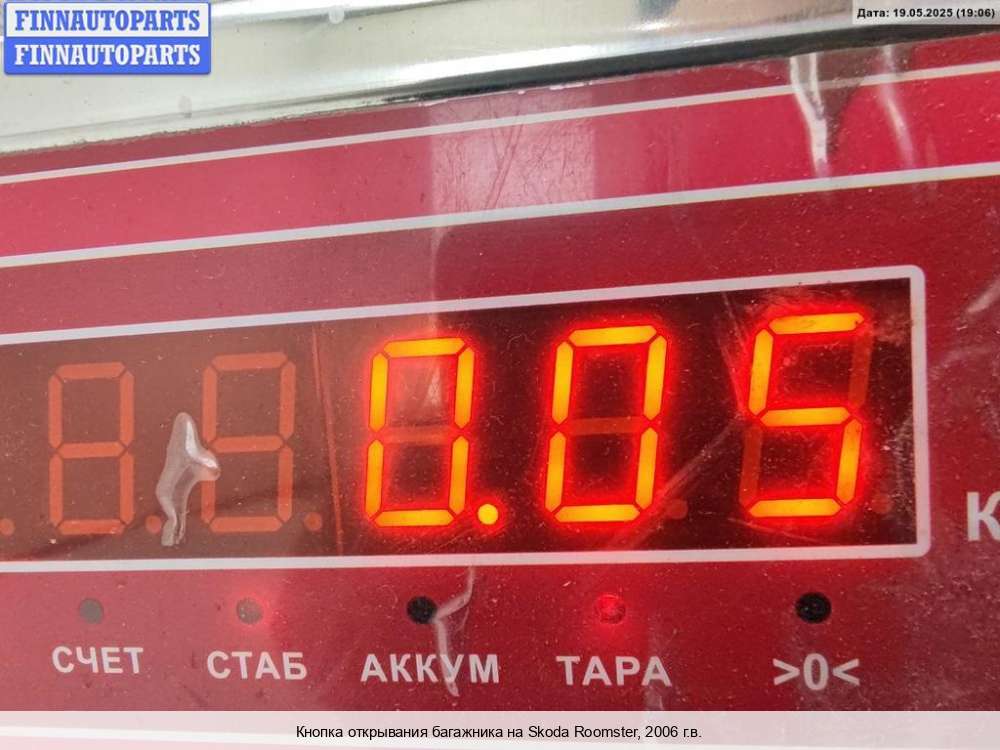 FINNAUTOPARTS
FINNAUTOPARTS
Дата: 19.05.2025 (19:06)
0.05
К
СЧЕТ СТАБ АККУМ ТАРА >0<
Кнопка открывания багажника на Skoda Roomster, 2006 г.в.